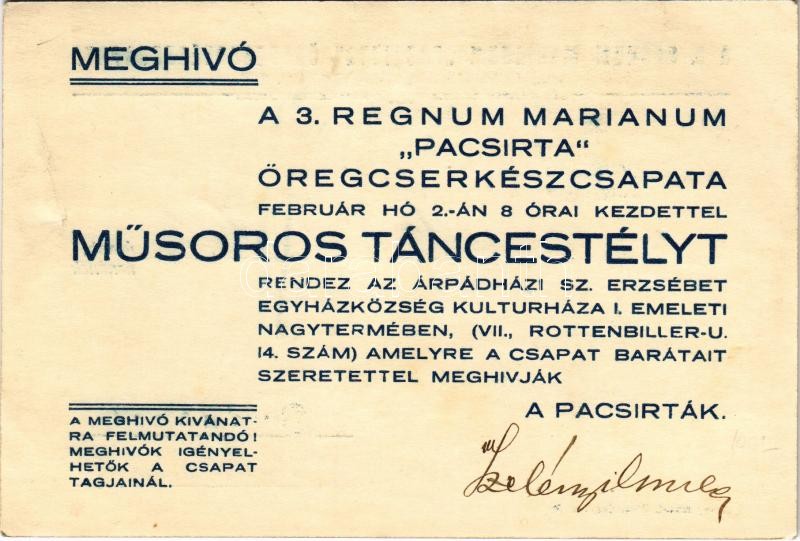 MEGHIVÓ
A 3. REGNUM MARIANUM
„PACSIRTA“
ÖREGCSERKÉSZCSAPATA
FEBRUÁR HÓ 2.-ÁN 8 ÓRAI KEZDETTEL
MŰSOROS TÁNCESTÉLYT
RENDEZ AZ ÁRPÁDHÁZI SZ. ERZSÉBET
EGYHÁZKÖZSÉG KULTURHÁZA I. EMELETI
NAGYTERMÉBEN, (VII., ROTTENBILLER-U.
14. SZÁM) AMELYRE A CSAPAT BARÁTAIT
SZERETETTEL MEGHIVJÁK
A PACSIRTÁK.
A MEGHIVÓ KIVÁNAT-
RA FELMUTATANDÓ!
MEGHIVÓK IGÉNYEL-
HETŐK A CSAPAT
TAGJAINÁL.